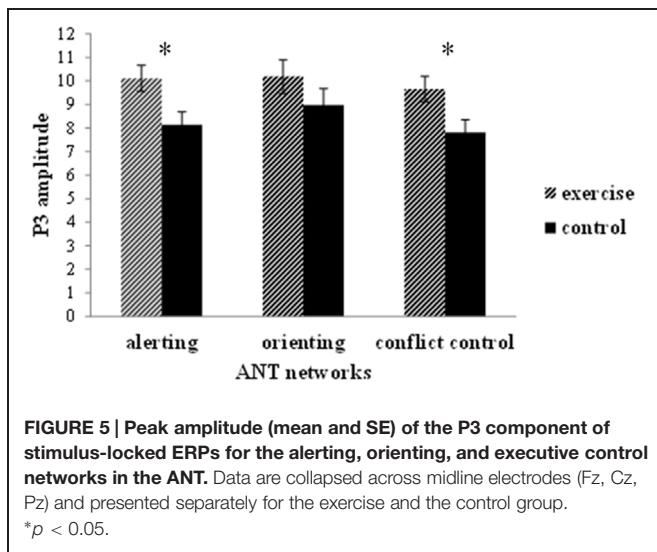 12
11
10
9
8
7
6
5
4
3
2
1
0
P3 amplitude
*
*
exercise
control
alerting
orienting
conflict control
ANT networks
FIGURE 5 | Peak amplitude (mean and SE) of the P3 component of
stimulus-locked ERPs for the alerting, orienting, and executive control
networks in the ANT. Data are collapsed across midline electrodes (Fz, Cz,
Pz) and presented separately for the exercise and the control group.
*p < 0.05.